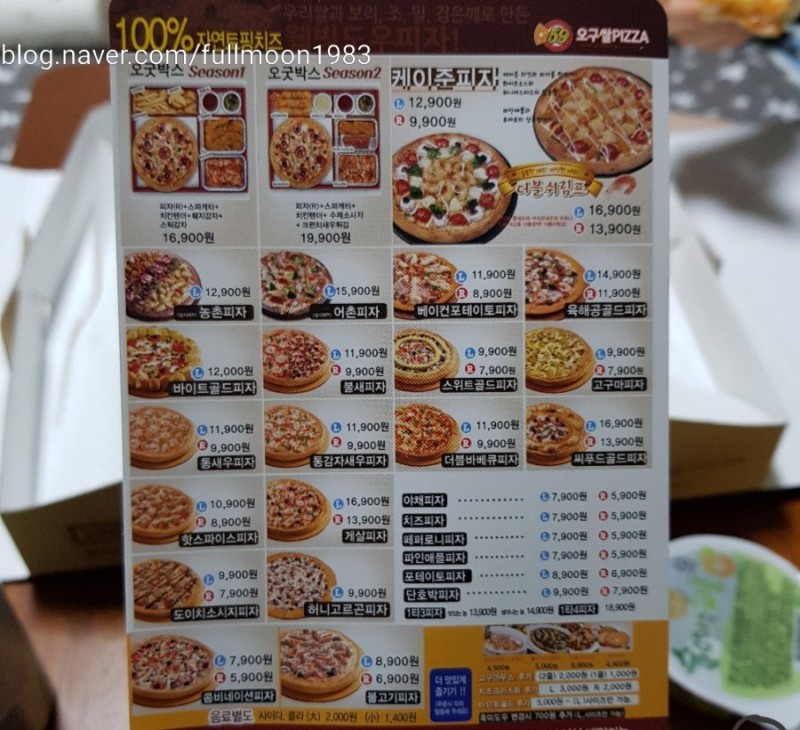 우리쌀과 보리, 조, 밀, 검은깨로 만든
100% 자연토핑치즈
웰빙도우피자!
59 오구쌀PIZZA
blog.naver.com/fullmoon1983
오굿박스 Season1
피자(R)+스파게타+
치킨텐더+웨지감자+
스틱감자
16,900원
오굿박스 Season2
피자(R)+스파게타+
치킨텐더+ 수제소시지
+ 크런치새우튀김
19,900원
케이준피자
L 12,900원
R 9,900원
더블쉬림프
L 16,900원
R 13,900원
L 12,900원
농촌피자
L 15,900원
어촌피자
L 11,900원
R 8,900원
베이컨포테이토피자
L 14,900원
R 11,900원
육해공골드피자
L 12,000원
바이트골드피자
L 11,900원
R 9,900원
붐새피자
L 9,900원
R 7,900원
스위트골드피자
L 9,900원
R 7,900원
고구마피자
L 11,900원
R 9,900원
통새우피자
L 11,900원
R 9,900원
통감자새우피자
L 11,900원
R 9,900원
더블바베큐피자
L 16,900원
R 13,900원
씨푸드골드피자
L 10,900원
R 8,900원
핫스파이스피자
L 16,900원
R 13,900원
게살피자
L 9,900원
R 7,900원
도이치소시지피자
L 9,900원
허니고르곤피자
야채피자 L 7,900원 R 5,900원
치즈피자 L 7,900원 R 5,900원
페퍼로니피자 L 7,900원 R 5,900원
파인애플피자 L 7,900원 R 5,900원
포테이토피자 L 8,900원 R 6,900원
단호박피자 L 9,900원 R 7,900원
1타3피자 13,900원 14,900원 1타4피자 18,900원
L 7,900원
R 5,900원
콤비네이션피자
L 8,900원
R 6,900원
불고기피자
더 맛있게
즐기기!!
4,500원 5,000원 4,500원
고구마무스 추가 (2줄) 2,000원 (1줄) 1,000원
치즈크러스트 추가 L 3,000원 R 2,000원
바이트골드 추가 5,000원 - (L.)사이즈만 가능.
흑미도우 변경시 700원 추가 (L.사이즈만 가능)
음료별도 사이다, 콜라 (大) 2,000원 (小) 1,400원